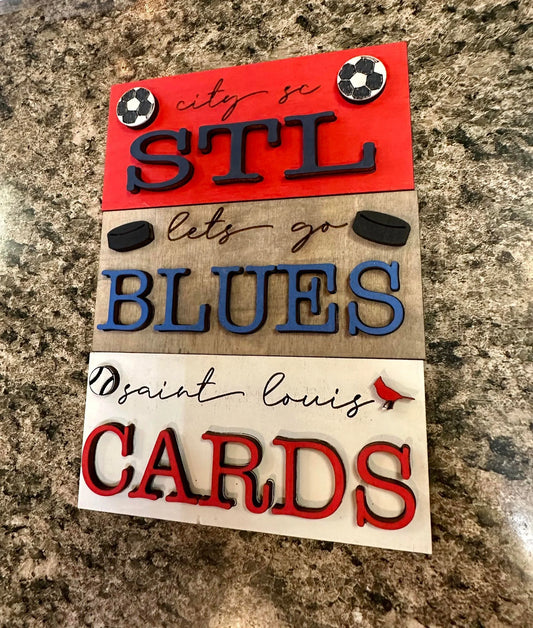 city sc
STL
lets go
BLUES
saint louis
CARDS